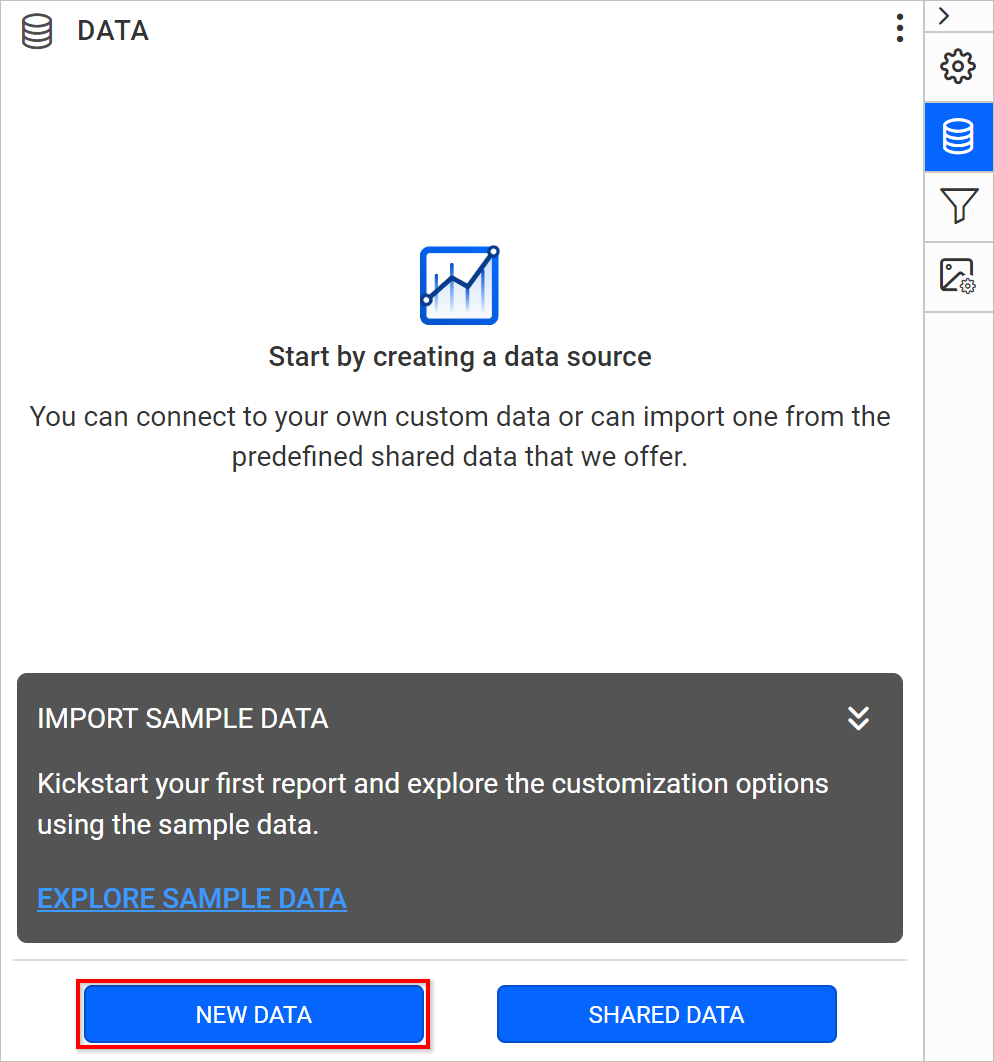 DATA
Start by creating a data source
You can connect to your own custom data or can import one from the
predefined shared data that we offer.
IMPORT SAMPLE DATA
Kickstart your first report and explore the customization options
using the sample data.
EXPLORE SAMPLE DATA
NEW DATA
SHARED DATA